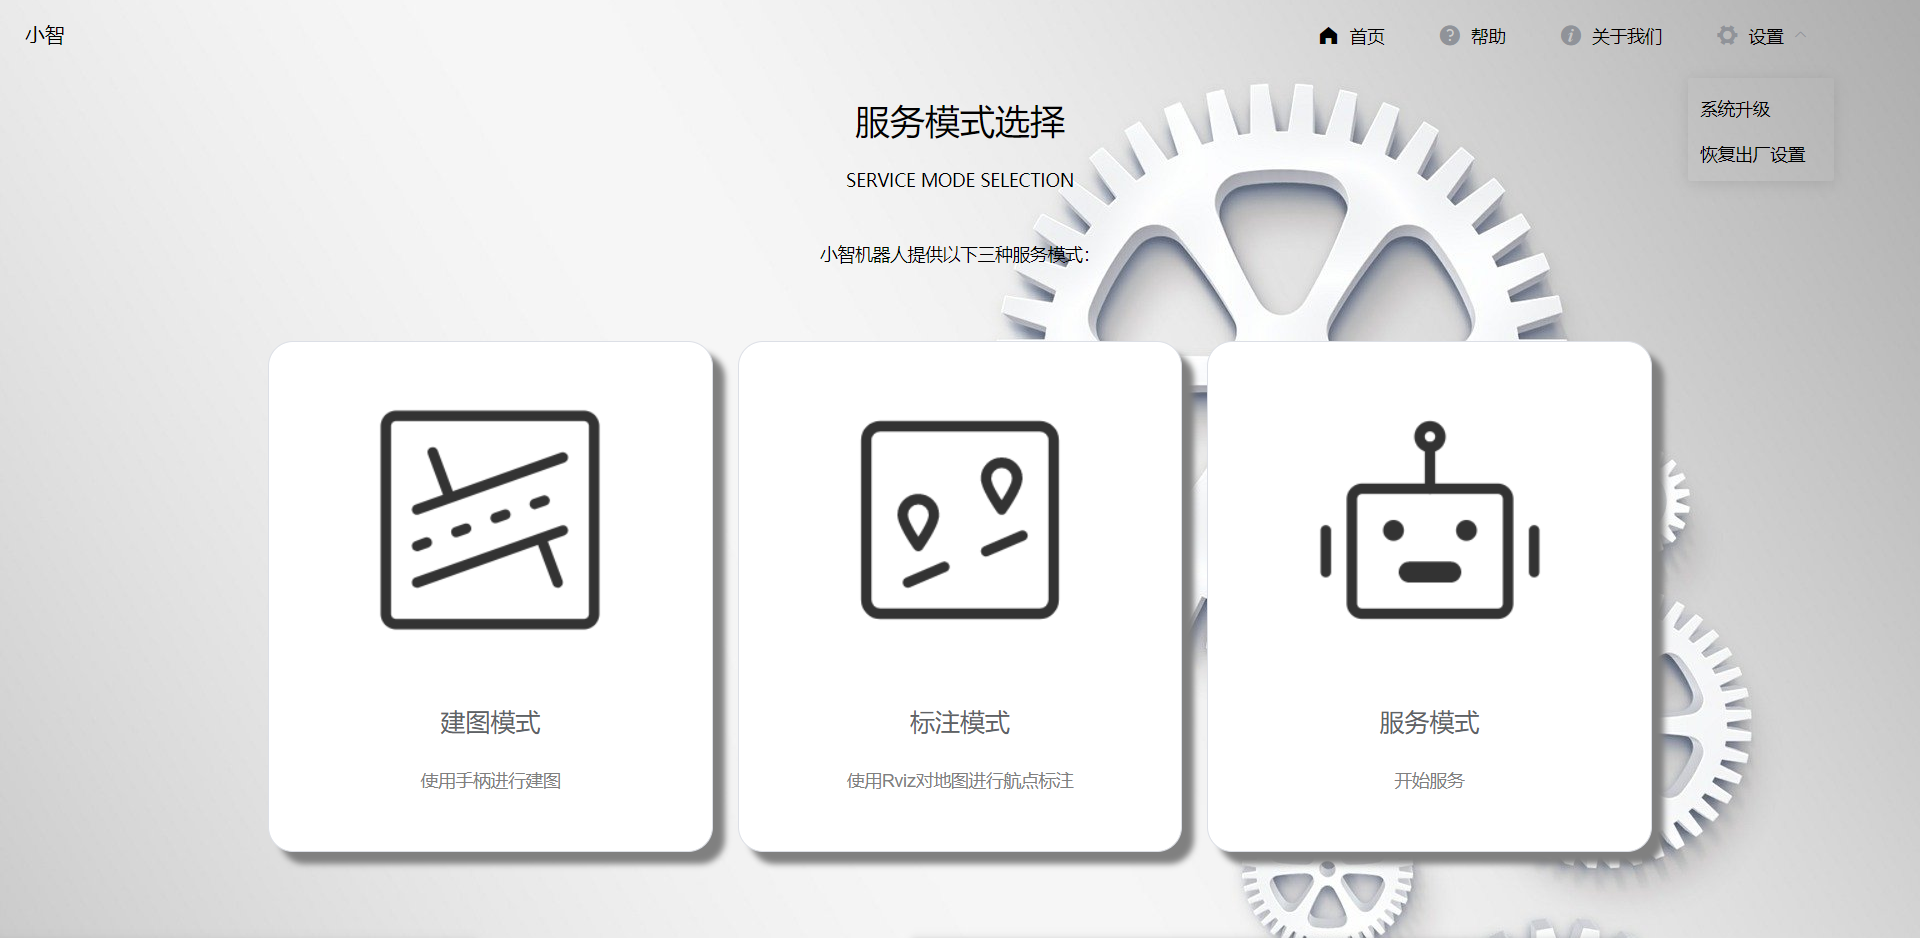 小智
首页
帮助
关于我们
设置
系统升级
恢复出厂设置
服务模式选择
SERVICE MODE SELECTION
小智机器人提供以下三种服务模式：
建图模式
使用手柄进行建图
标注模式
使用Rviz对地图进行航点标注
服务模式
开始服务